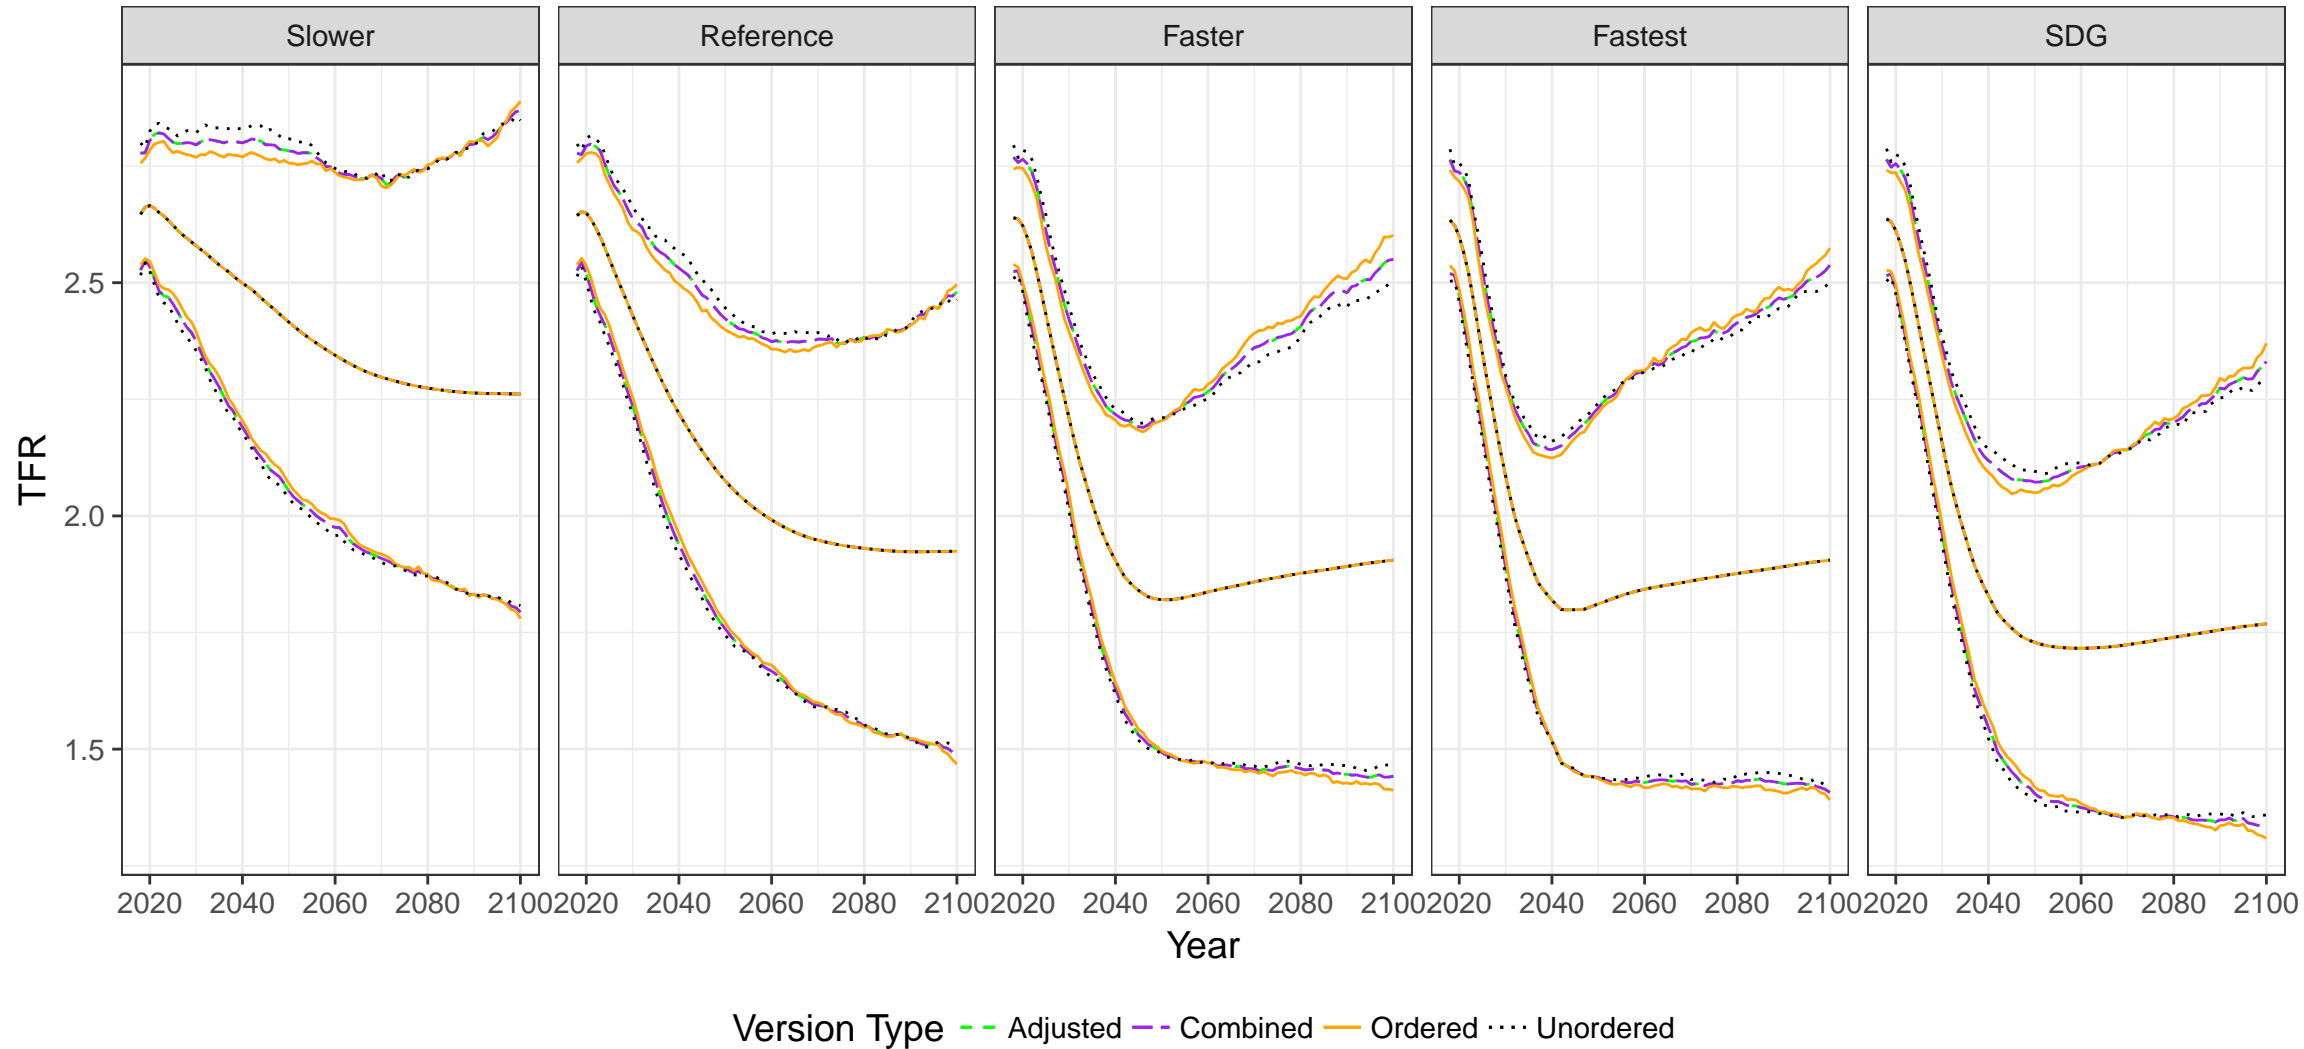 Slower Reference Faster Fastest SDG
TFR
2.5
2.0
1.5
2020 2040 2060 2080 2100 2020 2040 2060 2080 2100 2020 2040 2060 2080 2100 2020 2040 2060 2080 2100 2020 2040 2060 2080 2100
Year
Version Type Adjusted Combined Ordered Unordered